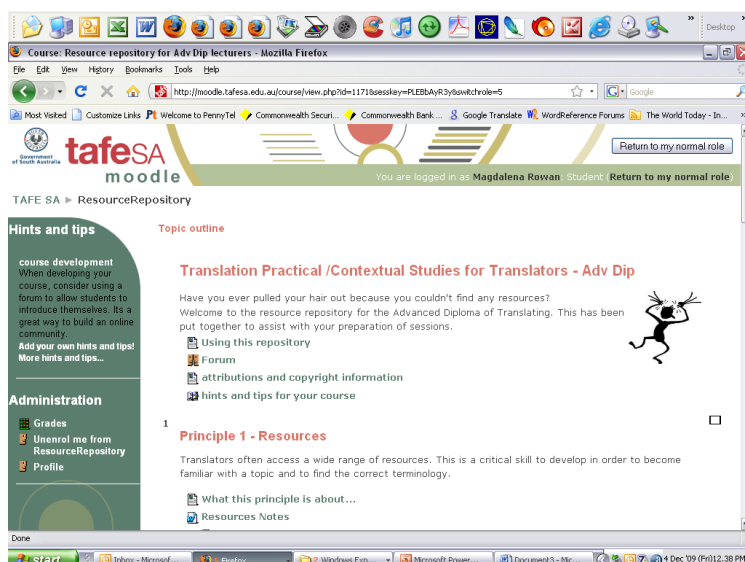 Desktop
Course: Resource repository for Adv Dip lecturers - Mozilla Firefox
File Edit View History Bookmarks Tools Help
http://moodle.tafesa.edu.au/course/view.php?id=1171&sesskey=PLEBbAyR3y&switchrole=5
Google
Most Visited Customize Links Welcome to PennyTel Commonwealth Securi... Commonwealth Bank ... Google Translate WordReference Forums The World Today - In...
Government of South Australia
tafeSA
moodle
Return to my normal role
You are logged in as Magdalena Rowan: Student (Return to my normal role)
TAFE SA ► ResourceRepository
Hints and tips
course development
When developing your
course, consider using a
forum to allow students to
introduce themselves. Its a
great way to build an online
community.
Add your own hints and tips!
More hints and tips...
Administration
Grades
Unenrol me from
ResourceRepository
Profile
Topic outline
Translation Practical /Contextual Studies for Translators - Adv Dip
Have you ever pulled your hair out because you couldn't find any resources?
Welcome to the resource repository for the Advanced Diploma of Translating. This has been
put together to assist with your preparation of sessions.
Using this repository
Forum
attributions and copyright information
hints and tips for your course
1
Principle 1 - Resources
Translators often access a wide range of resources. This is a critical skill to develop in order to become
familiar with a topic and to find the correct terminology.
What this principle is about...
Resources Notes
Done
start Inbox - Microsof... 2 Firefox 2 Windows Exp... Microsoft Power... Document3 - Mic... 4 Dec '09 (Fri) 12.38 PM